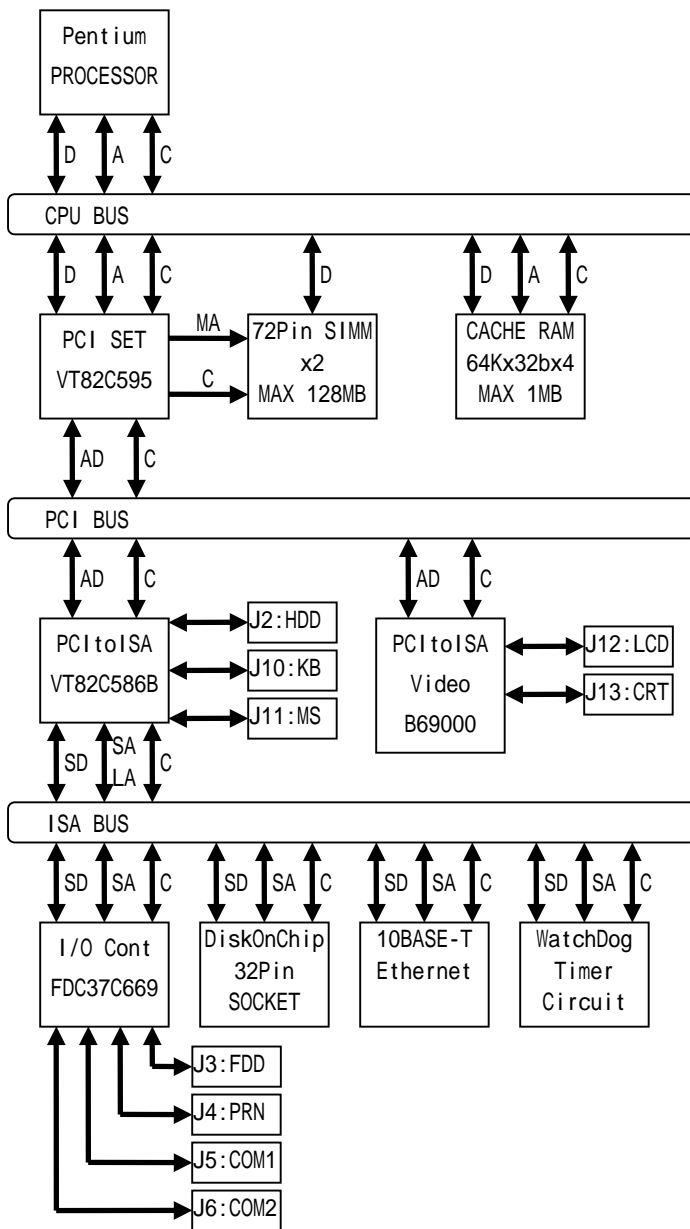 Pentium
PROCESSOR
D A C
CPU BUS
D A C D D A C
PCI SET
VT82C595
MA
C
72Pin SIMM
x2
MAX 128MB
CACHE RAM
64Kx32bx4
MAX 1MB
AD C
PCI BUS
AD C AD C
PCItoISA
VT82C586B
J2:HDD
J10:KB
J11:MS
PCItoISA
Video
B69000
J12:LCD
J13:CRT
SD SA LA C
ISA BUS
SD SA C SD SA C SD SA C SD SA C
I/O Cont
FDC37C669
DiskOnChip
32Pin
SOCKET
10BASE-T
Ethernet
WatchDog
Timer
Circuit
J3:FDD
J4:PRN
J5:COM1
J6:COM2